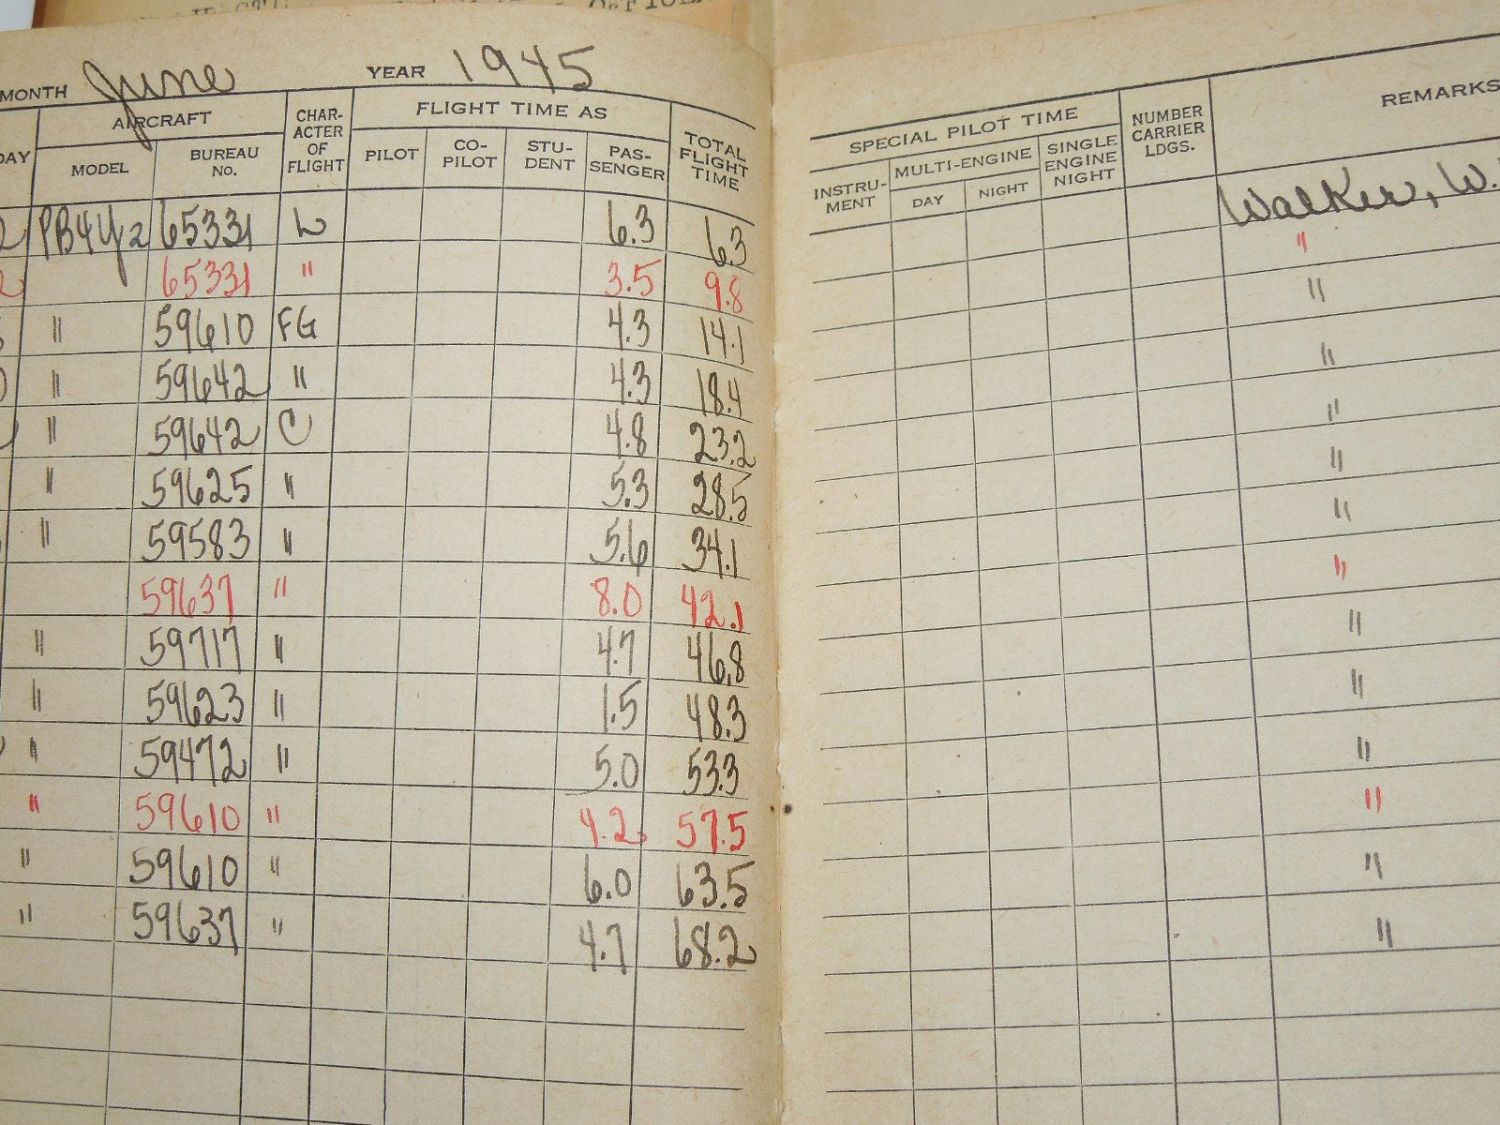 MONTH June YEAR 1945
DAY AIRCRAFT CHAR- ACTER OF FLIGHT FLIGHT TIME AS TOTAL FLIGHT TIME
MODEL BUREAU NO. PILOT CO- PILOT STU- DENT PAS- SENGER
2 PB4Y2 65331 L 6.3 6.3
2 65331 " 3.5 9.8
" 59610 FG 4.3 14.1
" 59642 " 4.3 18.4
" 59642 C 4.8 23.2
" 59625 " 5.3 28.5
" 59583 " 5.6 34.1
59637 " 8.0 42.1
" 59717 " 4.7 46.8
" 59623 " 1.5 48.3
" 59472 " 5.0 53.3
" 59610 " 4.2 57.5
" 59610 " 6.0 63.5
" 59637 " 4.7 68.2
SPECIAL PILOT TIME NUMBER CARRIER LDGS. REMARKS
INSTRU- MENT MULTI-ENGINE SINGLE ENGINE NIGHT
DAY NIGHT
Walker, W.
"
"
"
"
"
"
"
"
"
"
"
"
"